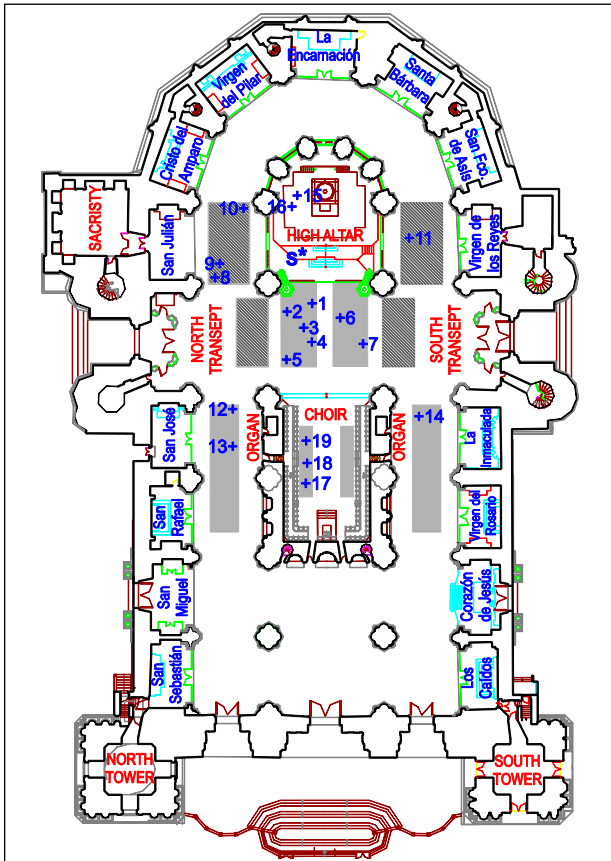 La
Encarnación
Virgen
del Pilar
Santa
Bárbara
Cristo del
Amparo
San Fco.
de Asís
SACRISTY
San Julián
10+
16+
+15
HIGH ALTAR
S*
+11
Virgen de
los Reyes
9+
+8
NORTH
TRANSEPT
+1
+2
+3
+4
+5
+6
+7
SOUTH
TRANSEPT
San José
12+
13+
ORGAN
CHOIR
+19
+18
+17
ORGAN
+14
La
Inmaculada
San
Rafael
Virgen del
Rosario
San
Miguel
Corazón
de Jesús
San
Sebastián
Los
Caídos
NORTH
TOWER
SOUTH
TOWER